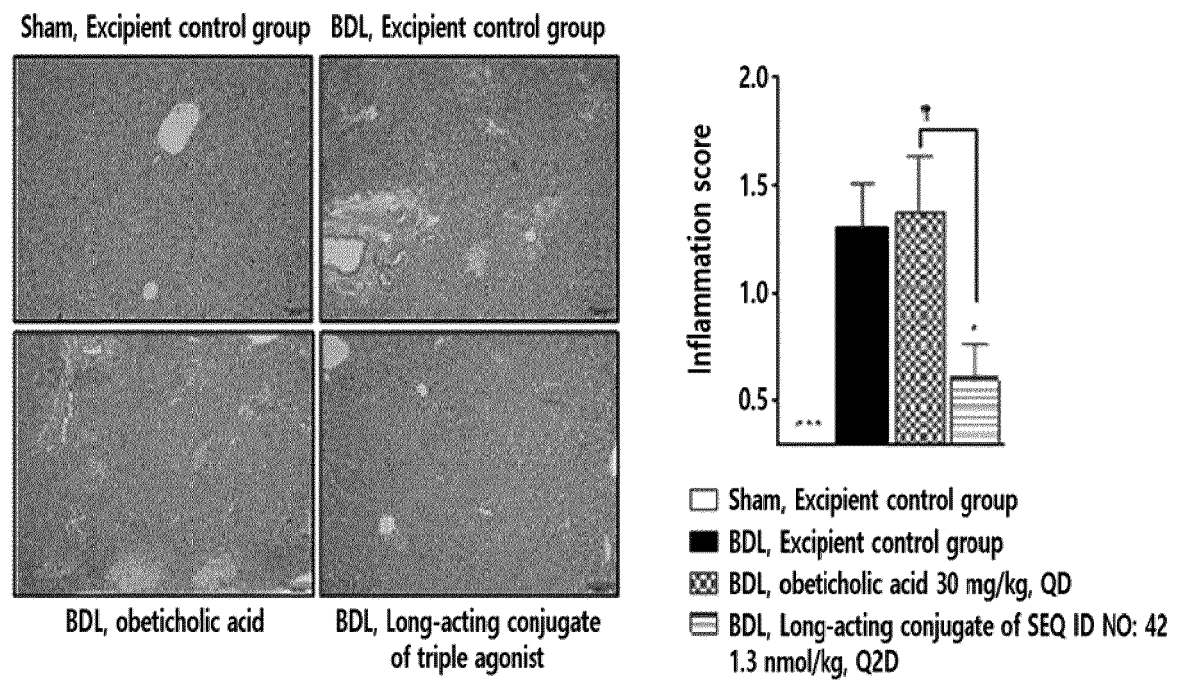 Sham, Excipient control group
BDL, Excipient control group
BDL, obeticholic acid
BDL, Long-acting conjugate
of triple agonist
Inflammation score
2.0
1.5
1.0
0.5
***
*
Sham, Excipient control group
BDL, Excipient control group
BDL, obeticholic acid 30 mg/kg, QD
BDL, Long-acting conjugate of SEQ ID NO: 42
1.3 nmol/kg, Q2D